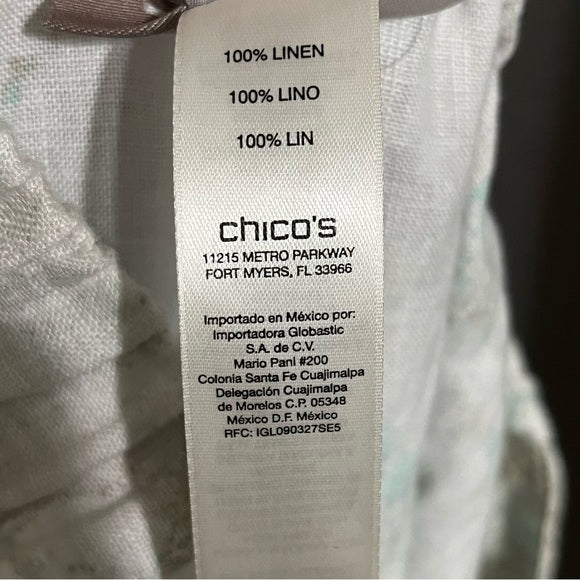 100% LINEN
100% LINO
100% LIN
chico's
11215 METRO PARKWAY
FORT MYERS, FL 33966
Importado en México por:
Importadora Globastic
S.A. de C.V.
Mario Pani #200
Colonia Santa Fe Cuajimalpa
Delegación Cuajimalpa
de Morelos C.P. 05348
México D.F. México
RFC: IGL090327SE5